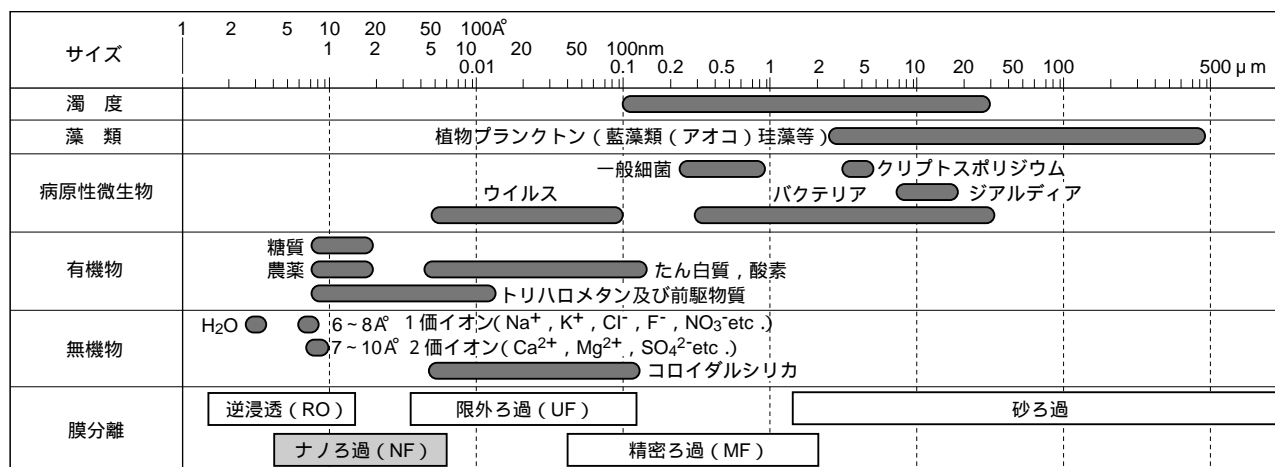 1 2 5 10 20 50 100Å
サイズ
1 2 5 10 20 50 100nm
0.01 0.1 0.2 0.5 1 2 5 10 20 50 100 500μm
濁 度
藻 類
植物プランクトン(藍藻類(アオコ)珪藻等)
病原性微生物
一般細菌
クリプトスポリジウム
ウイルス
バクテリア
ジアルディア
有機物
糖質
農薬
たん白質,酸素
トリハロメタン及び前駆物質
無機物
H₂O
6~8Å 1価イオン(Na⁺,K⁺,Cl⁻,F⁻,NO₃⁻etc.)
7~10Å 2価イオン(Ca²⁺,Mg²⁺,SO₄²⁻etc.)
コロイダルシリカ
膜分離
逆浸透(RO)
限外ろ過(UF)
砂ろ過
ナノろ過(NF)
精密ろ過(MF)